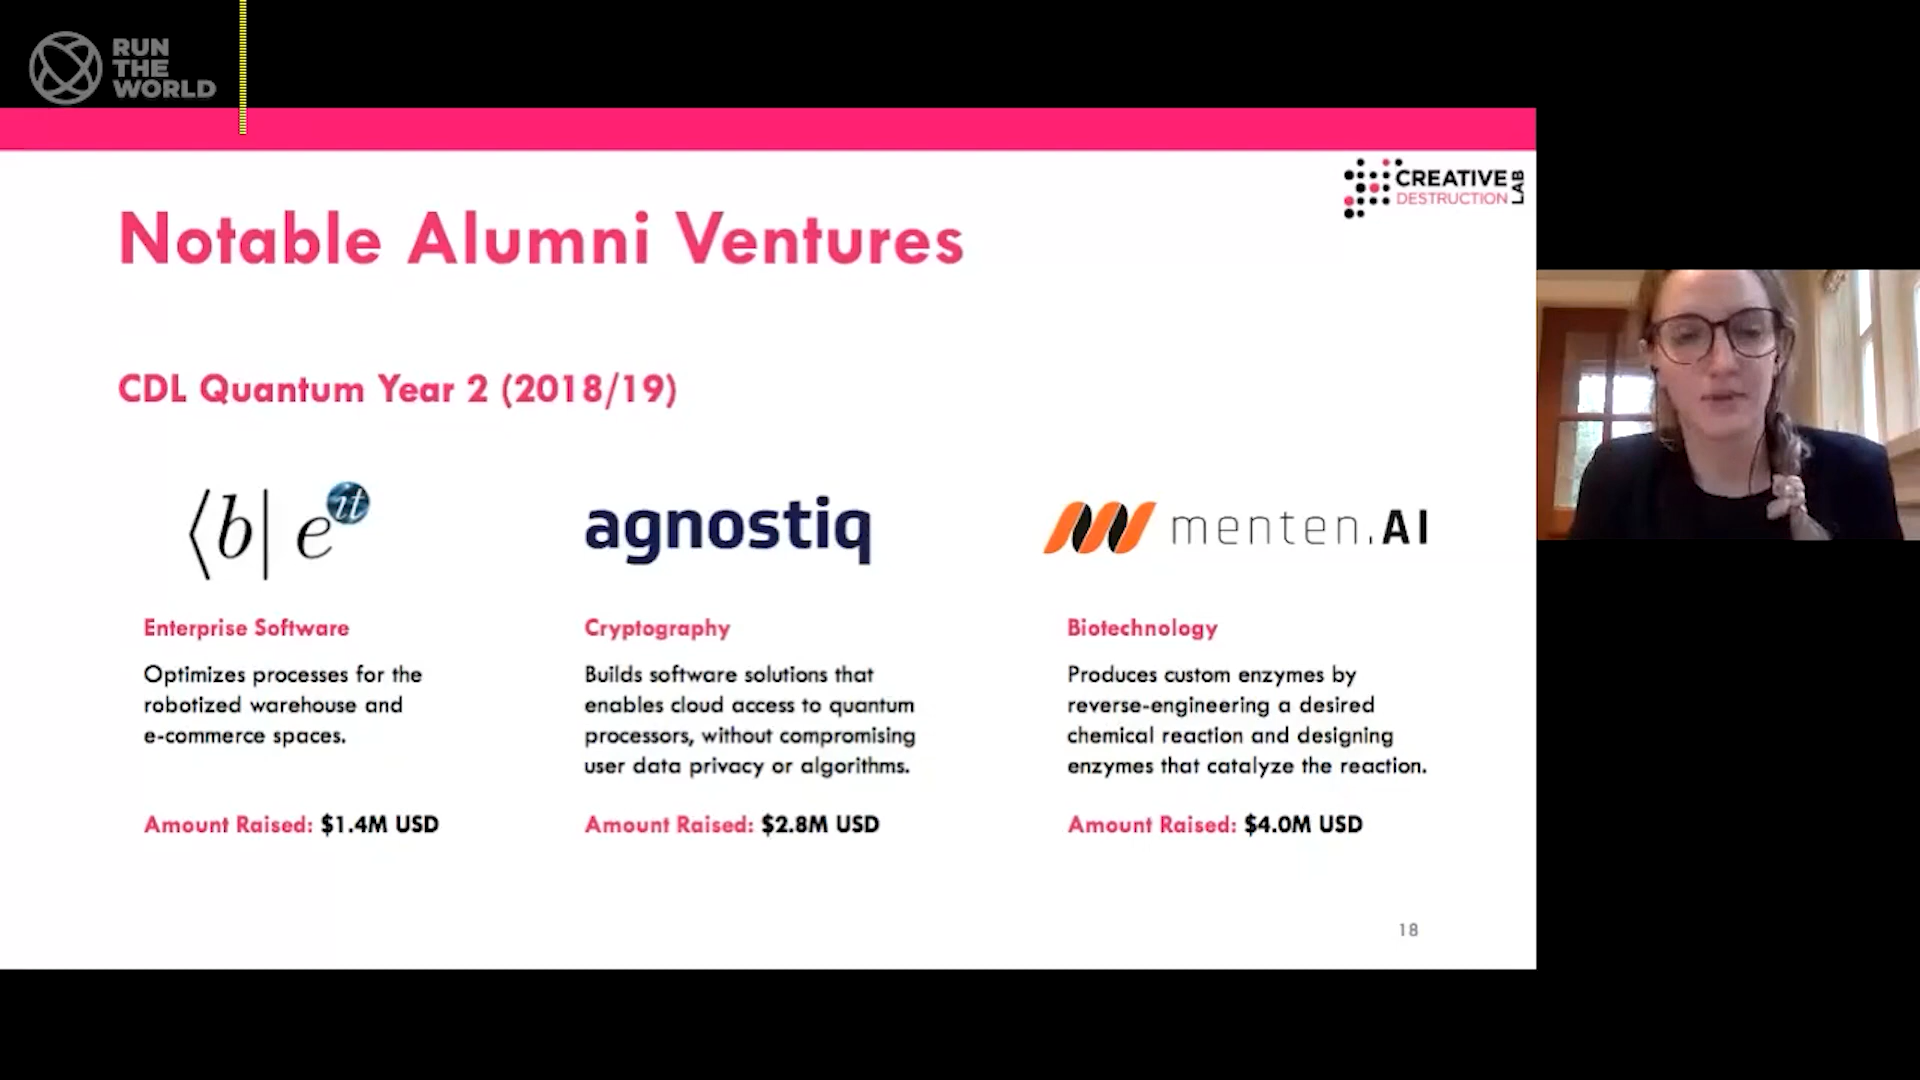 RUN
THE
WORLD
CREATIVE
DESTRUCTION
LAB
Notable Alumni Ventures
CDL Quantum Year 2 (2018/19)
⟨b| e^it
agnostiq
menten.AI
Enterprise Software
Optimizes processes for the
robotized warehouse and
e-commerce spaces.
Amount Raised: $1.4M USD
Cryptography
Builds software solutions that
enables cloud access to quantum
processors, without compromising
user data privacy or algorithms.
Amount Raised: $2.8M USD
Biotechnology
Produces custom enzymes by
reverse-engineering a desired
chemical reaction and designing
enzymes that catalyze the reaction.
Amount Raised: $4.0M USD
18